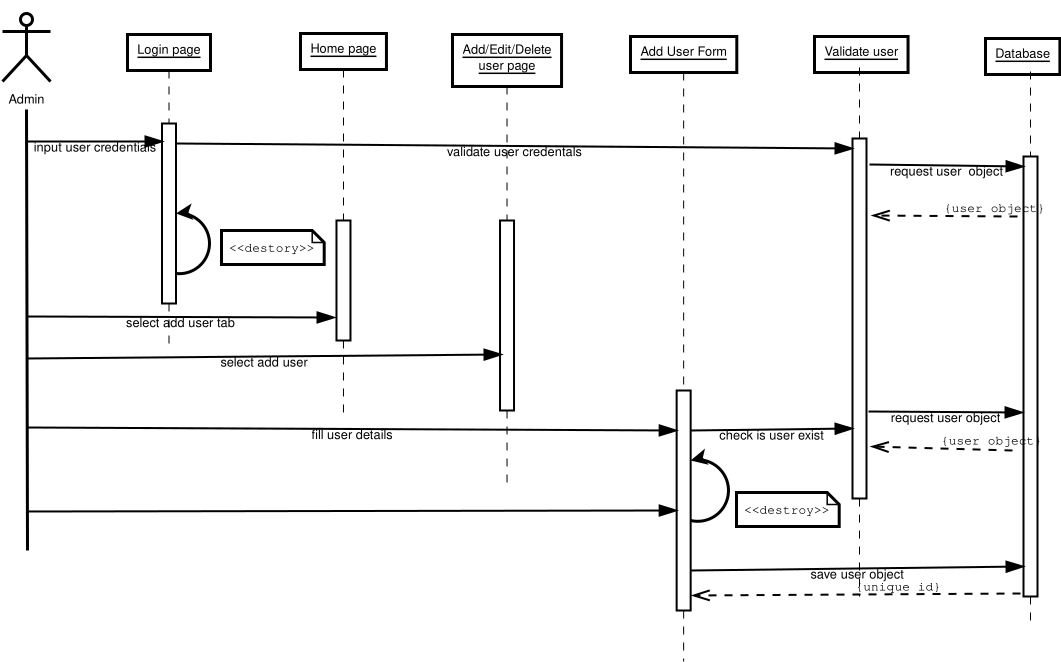 Login page
Home page
Add/Edit/Delete
user page
Add User Form
Validate user
Database
Admin
input user credentials
validate user credentals
request user object
{user object}
<<destory>>
select add user tab
select add user
fill user details
check is user exist
request user object
{user object}
<<destroy>>
save user object
{unique id}